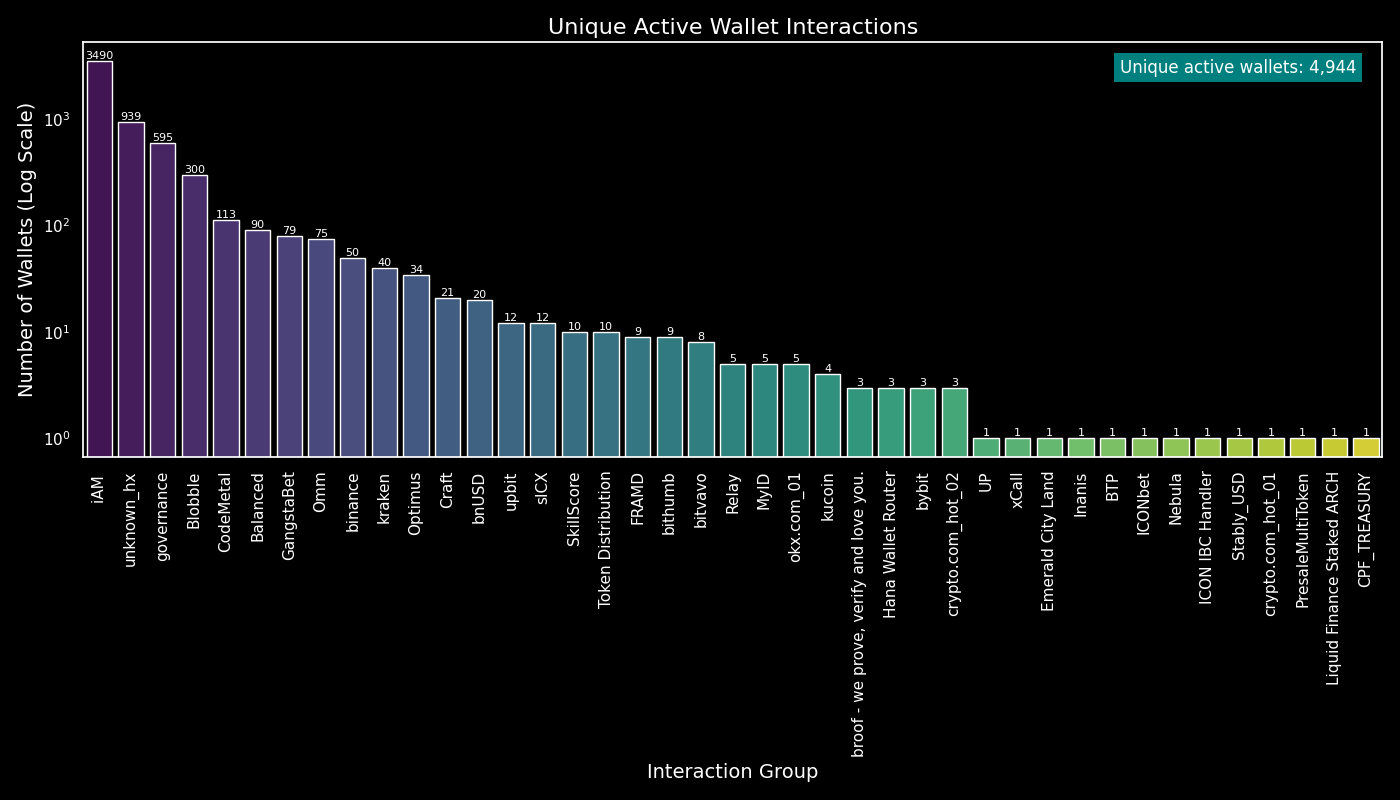 Unique Active Wallet Interactions
Unique active wallets: 4,944
Number of Wallets (Log Scale)
10³
10²
10¹
10⁰
3490
939
595
300
113
90
79
75
50
40
34
21
20
12
12
10
10
9
9
8
5
5
5
4
3
3
3
3
1
1
1
1
1
1
1
1
1
1
1
1
1
iAM
unknown_hx
governance
Blobble
CodeMetal
Balanced
GangstaBet
Omm
binance
kraken
Optimus
Craft
bnUSD
upbit
sICX
SkillScore
Token Distribution
FRAMD
bithumb
bitvavo
Relay
MyID
okx.com_01
kucoin
broof - we prove, verify and love you.
Hana Wallet Router
bybit
crypto.com_hot_02
UP
xCall
Emerald City Land
Inanis
BTP
ICONbet
Nebula
ICON IBC Handler
Stably_USD
crypto.com_hot_01
PresaleMultiToken
Liquid Finance Staked ARCH
CPF_TREASURY
Interaction Group